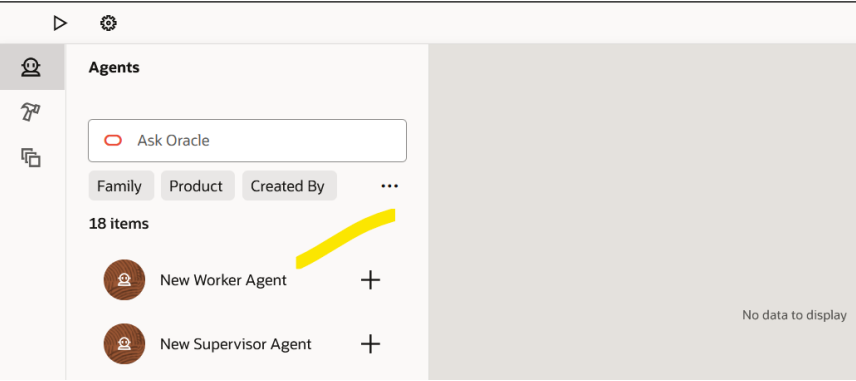 Agents
Ask Oracle
Family Product Created By
18 items
New Worker Agent
No data to display
New Supervisor Agent